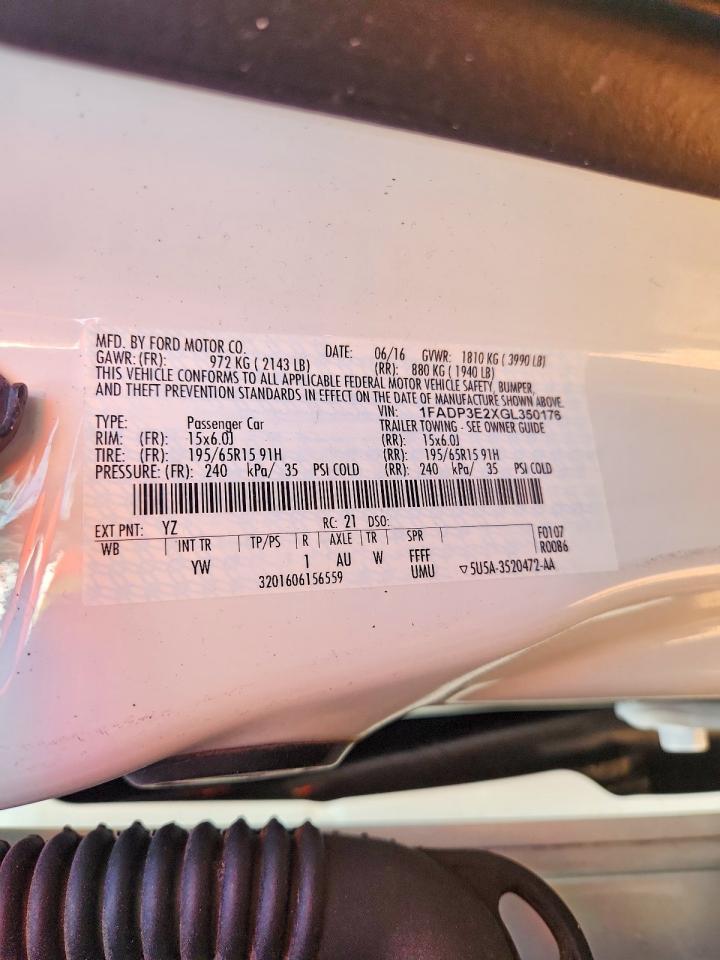 MFD. BY FORD MOTOR CO. DATE: 06/16 GVWR: 1810 KG ( 3990 LB)
GAWR: (FR): 972 KG ( 2143 LB) (RR): 880 KG ( 1940 LB)
THIS VEHICLE CONFORMS TO ALL APPLICABLE FEDERAL MOTOR VEHICLE SAFETY, BUMPER,
AND THEFT PREVENTION STANDARDS IN EFFECT ON THE DATE OF MANUFACTURE SHOWN ABOVE.
VIN: 1FADP3E2XGL350176
TYPE: Passenger Car TRAILER TOWING - SEE OWNER GUIDE
RIM: (FR): 15x6.0J (RR): 15x6.0J
TIRE: (FR): 195/65R15 91H (RR): 195/65R15 91H
PRESSURE: (FR): 240 kPa/ 35 PSI COLD (RR): 240 kPa/ 35 PSI COLD
EXT PNT: YZ RC: 21 DSO: F0107
WB INT TR TP/PS R AXLE TR SPR R0086
YW 1 AU W FFFF
3201606156559 UMU ▽ 5U5A-3520472-AA